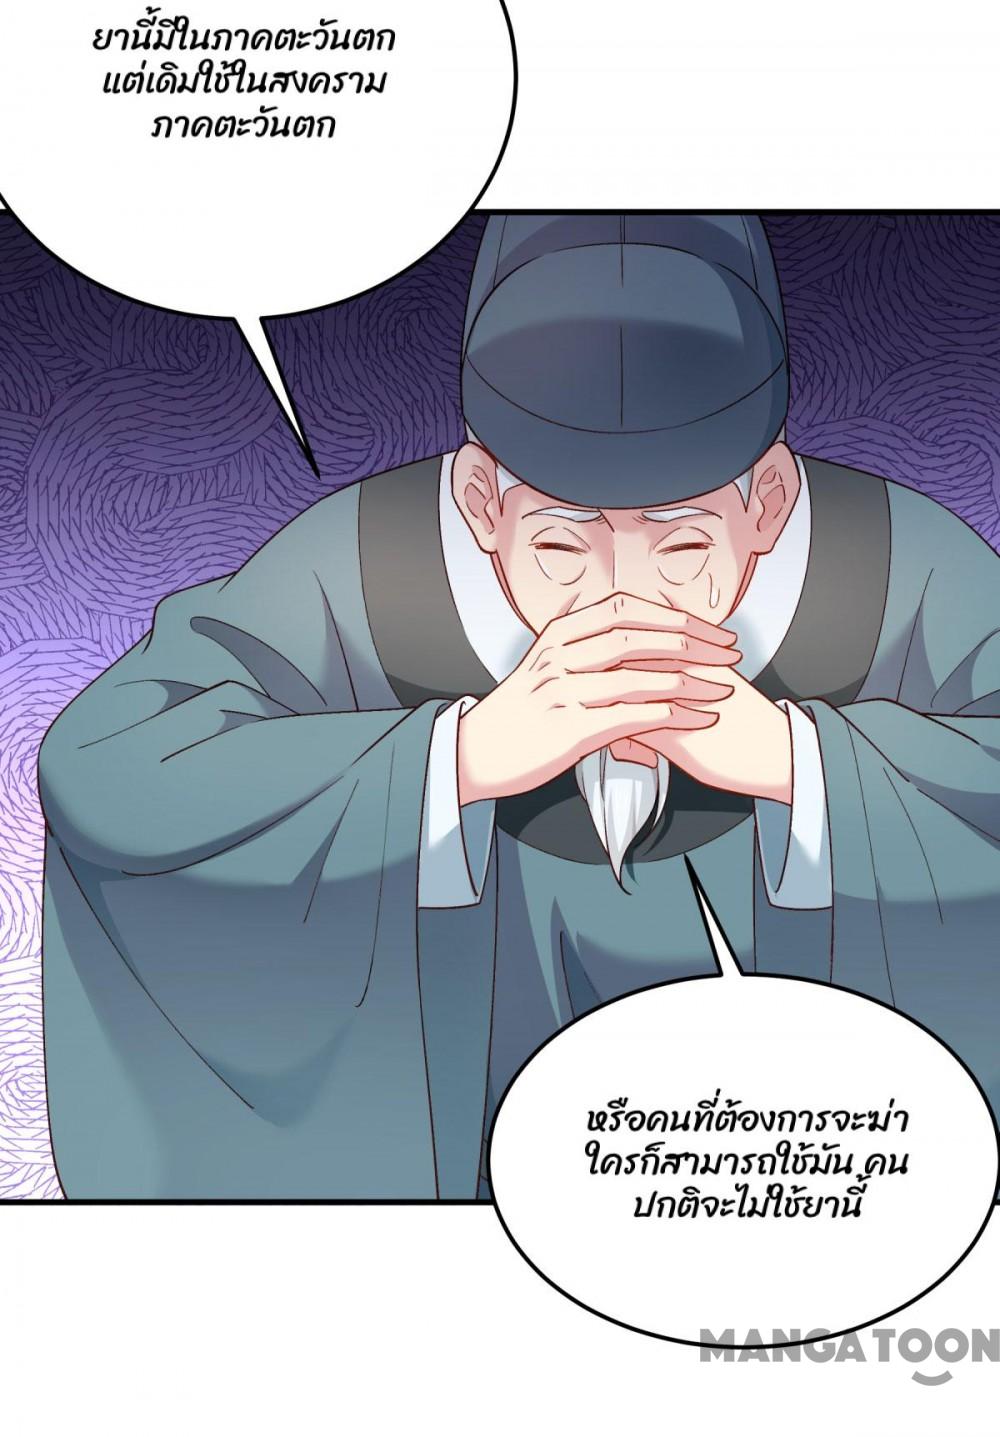 ยานี้มีในภาคตะวันตก
แต่เดิมใช้ในสงคราม
ภาคตะวันตก
หรือคนที่ต้องการจะฆ่า
ใครก็สามารถใช้มัน คน
ปกติจะไม่ใช้ยานี้
MANGATOON